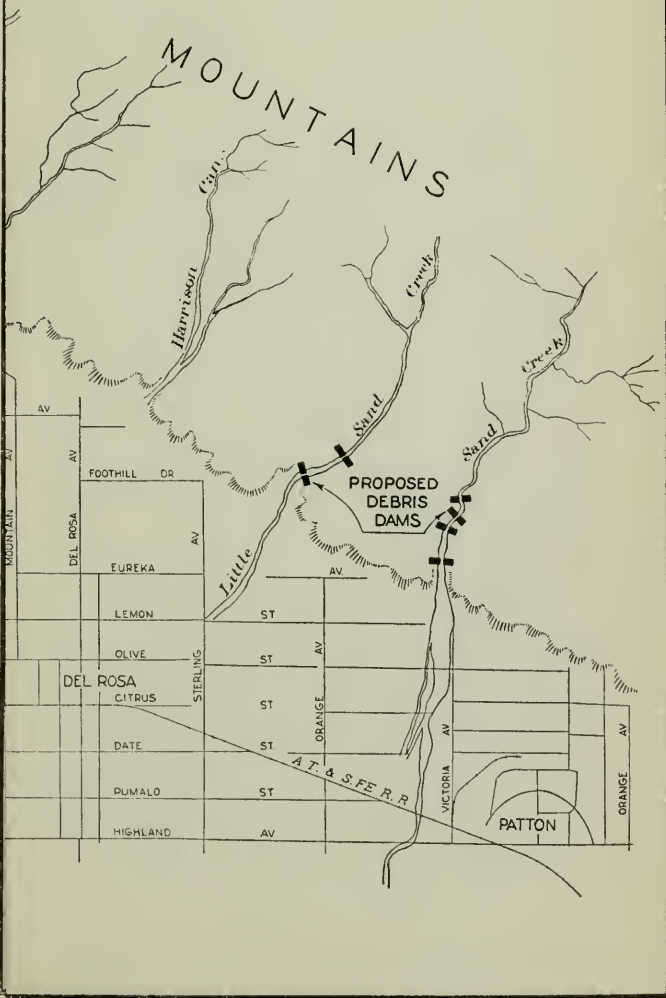 MOUNTAINS
Can.
Harrison
Creek
Sand
Little
Creek
Sand
PROPOSED
DEBRIS
DAMS
AV
AV
MOUNTAIN
AV
DEL ROSA
AV
FOOTHILL DR
STERLING
AV
EUREKA
AV.
LEMON ST
OLIVE ST
ORANGE
AV
DEL ROSA
CITRUS ST
DATE ST
A T. & S. FE R. R
PUMALO ST
VICTORIA
AV
ORANGE
AV
PATTON
HIGHLAND AV